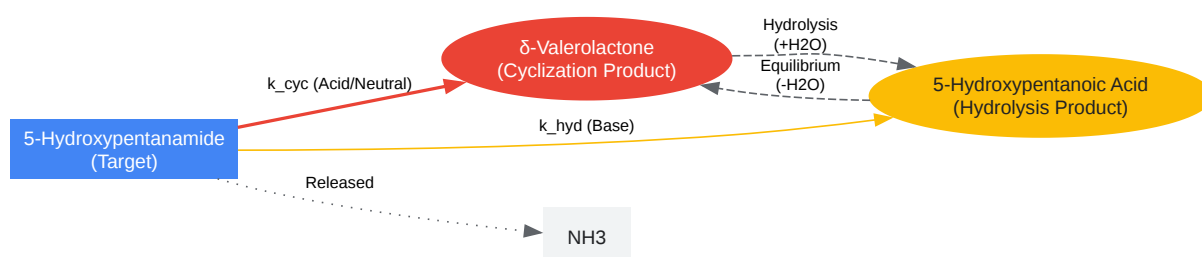 δ-Valerolactone
(Cyclization Product)
Hydrolysis
(+H2O)
Equilibrium
(-H2O)
5-Hydroxypentanoic Acid
(Hydrolysis Product)
k_cyc (Acid/Neutral)
k_hyd (Base)
5-Hydroxypentanamide
(Target)
Released
NH3